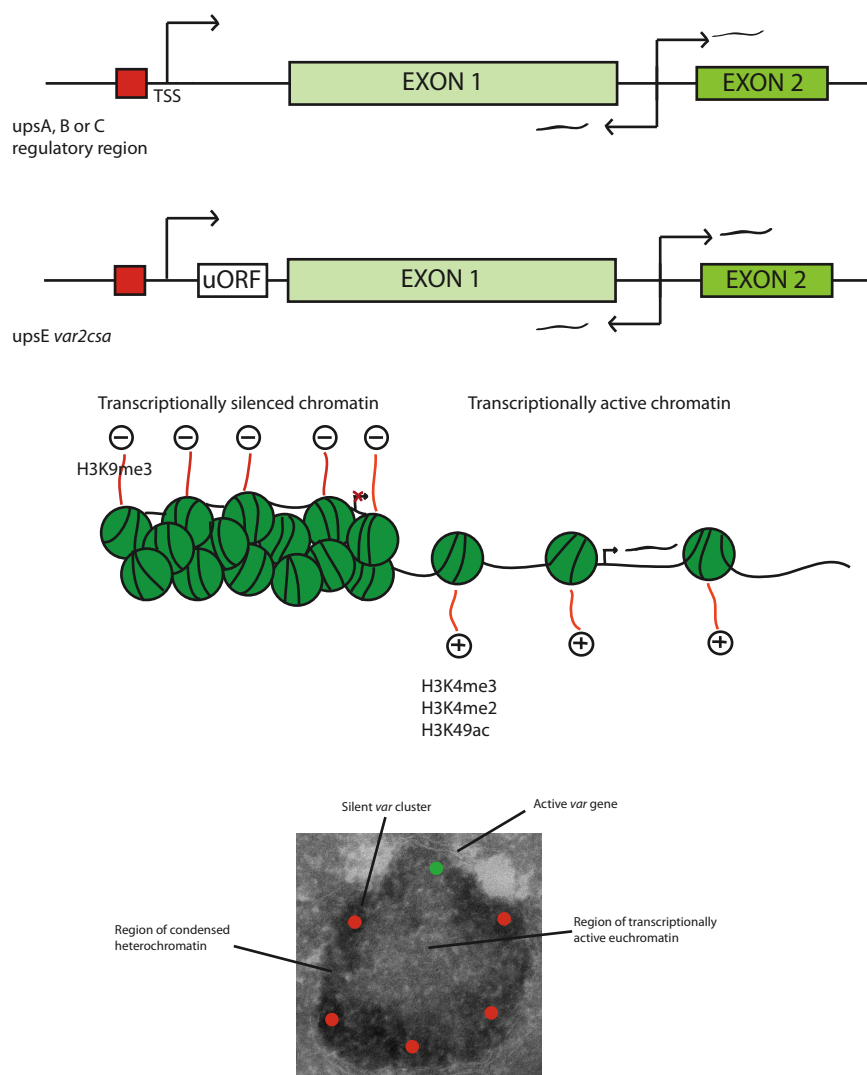 TSS
EXON 1
EXON 2
upsA, B or C
regulatory region
uORF
EXON 1
EXON 2
upsE var2csa
Transcriptionally silenced chromatin
Transcriptionally active chromatin
H3K9me3
H3K4me3
H3K4me2
H3K49ac
Silent var cluster
Active var gene
Region of condensed
heterochromatin
Region of transcriptionally
active euchromatin